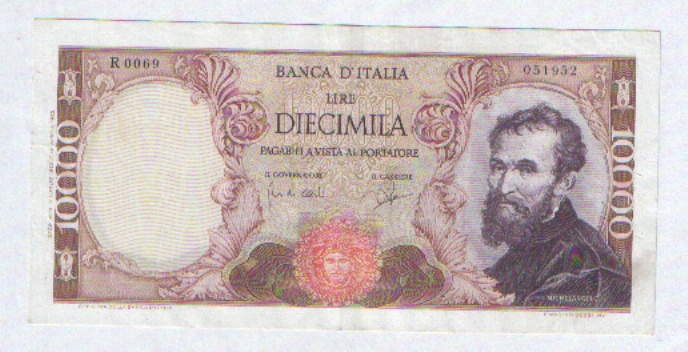 R 0069
051952
BANCA D'ITALIA
LIRE
DIECIMILA
PAGABILI A VISTA AL PORTATORE
IL GOVERNATORE
IL CASSIERE
10000
10000
MICHELANGELO